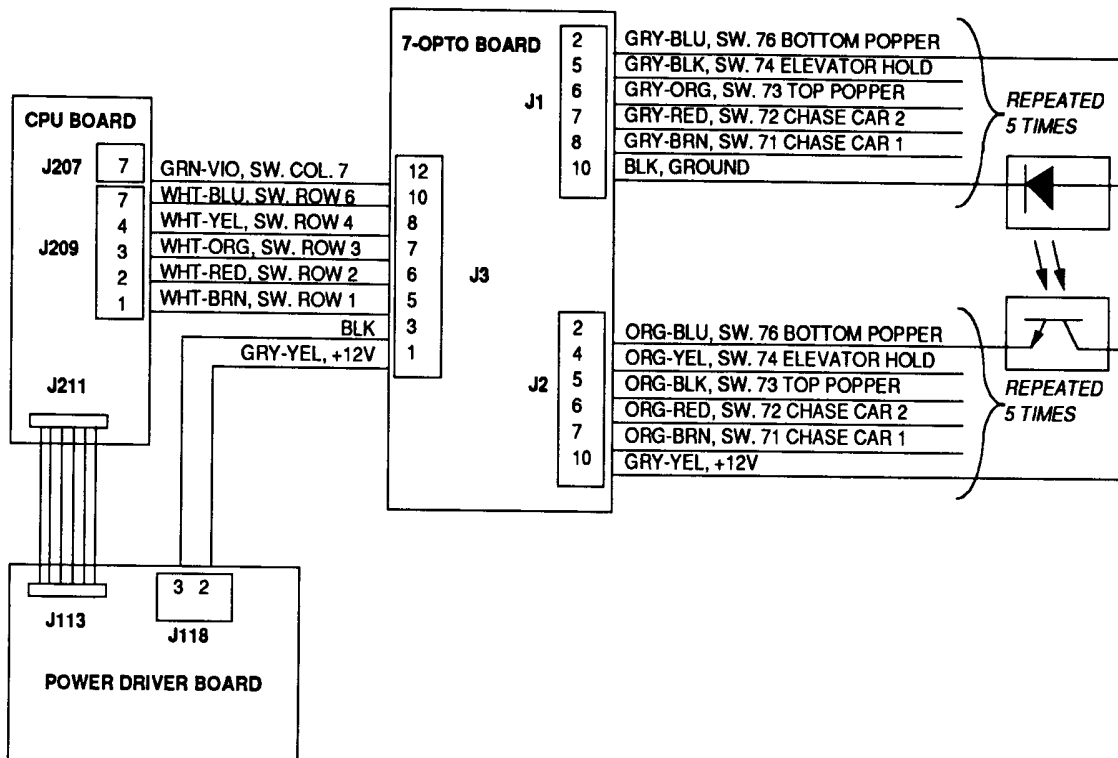 7-OPTO BOARD
J1
2 GRY-BLU, SW. 76 BOTTOM POPPER
5 GRY-BLK, SW. 74 ELEVATOR HOLD
6 GRY-ORG, SW. 73 TOP POPPER
7 GRY-RED, SW. 72 CHASE CAR 2
8 GRY-BRN, SW. 71 CHASE CAR 1
10 BLK, GROUND
REPEATED
5 TIMES
CPU BOARD
J207
7 GRN-VIO, SW. COL. 7 12
J209
7 WHT-BLU, SW. ROW 6 10
4 WHT-YEL, SW. ROW 4 8
3 WHT-ORG, SW. ROW 3 7
2 WHT-RED, SW. ROW 2 6
1 WHT-BRN, SW. ROW 1 5
BLK 3
GRY-YEL, +12V 1
J3
J2
2 ORG-BLU, SW. 76 BOTTOM POPPER
4 ORG-YEL, SW. 74 ELEVATOR HOLD
5 ORG-BLK, SW. 73 TOP POPPER
6 ORG-RED, SW. 72 CHASE CAR 2
7 ORG-BRN, SW. 71 CHASE CAR 1
10 GRY-YEL, +12V
REPEATED
5 TIMES
J211
J113
3 2
J118
POWER DRIVER BOARD